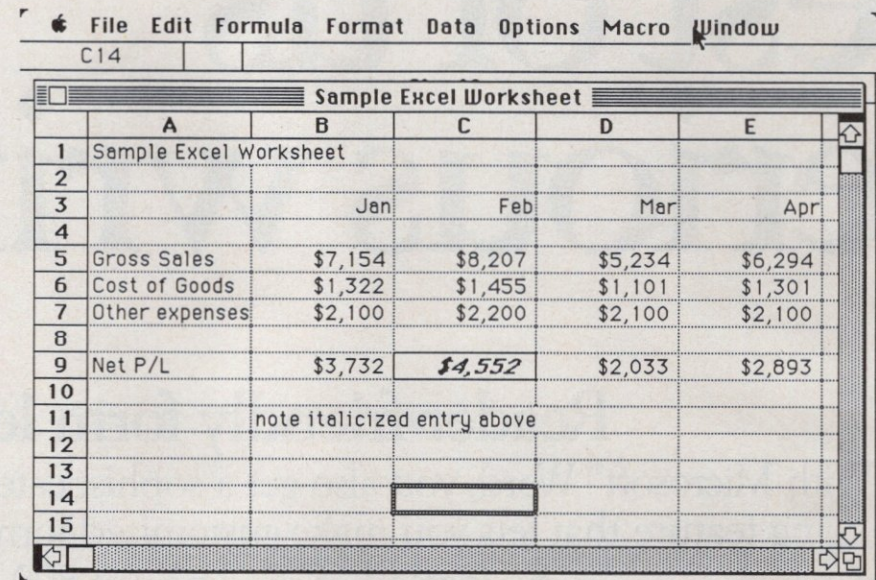 File Edit Formula Format Data Options Macro Window
C14
Sample Excel Worksheet
A B C D E
1 Sample Excel Worksheet
2
3 Jan Feb Mar Apr
4
5 Gross Sales $7,154 $8,207 $5,234 $6,294
6 Cost of Goods $1,322 $1,455 $1,101 $1,301
7 Other expenses $2,100 $2,200 $2,100 $2,100
8
9 Net P/L $3,732 $4,552 $2,033 $2,893
10
11 note italicized entry above
12
13
14
15